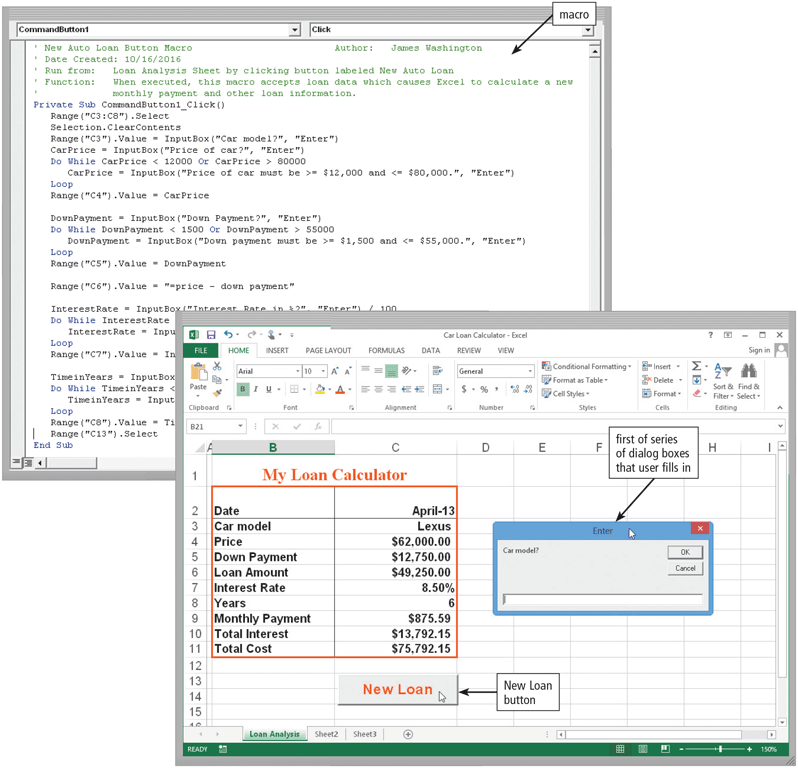 macro
CommandButton1
Click
' New Auto Loan Button Macro Author: James Washington
' Date Created: 10/16/2016
' Run from: Loan Analysis Sheet by clicking button labeled New Auto Loan
' Function: When executed, this macro accepts loan data which causes Excel to calculate a new
' monthly payment and other loan information.
Private Sub CommandButton1_Click()
Range("C3:C8").Select
Selection.ClearContents
Range("C3").Value = InputBox("Car model?", "Enter")
CarPrice = InputBox("Price of car?", "Enter")
Do While CarPrice < 12000 Or CarPrice > 80000
CarPrice = InputBox("Price of car must be >= $12,000 and <= $80,000.", "Enter")
Loop
Range("C4").Value = CarPrice
DownPayment = InputBox("Down Payment?", "Enter")
Do While DownPayment < 1500 Or DownPayment > 55000
DownPayment = InputBox("Down payment must be >= $1,500 and <= $55,000.", "Enter")
Loop
Range("C5").Value = DownPayment
Range("C6").Value = "=price - down payment"
InterestRate = InputBox("Interest Rate in %?", "Enter") / 100
Do While InterestRate
InterestRate = Inpu
Loop
Range("C7").Value = In
TimeinYears = InputBox
Do While TimeinYears <
TimeinYears = Input
Loop
Range("C8").Value = Ti
Range("C13").Select
End Sub
Car Loan Calculator - Excel
FILE HOME INSERT PAGE LAYOUT FORMULAS DATA REVIEW VIEW Sign in
Paste
Arial 10
B I U
General
$ % ,
Conditional Formatting
Format as Table
Cell Styles
Insert
Delete
Format
Sort & Filter
Find & Select
Clipboard Font Alignment Number Styles Cells Editing
B21
fx
A B C D E F H I
1 My Loan Calculator
2 Date April-13
3 Car model Lexus
4 Price $62,000.00
5 Down Payment $12,750.00
6 Loan Amount $49,250.00
7 Interest Rate 8.50%
8 Years 6
9 Monthly Payment $875.59
10 Total Interest $13,792.15
11 Total Cost $75,792.15
12
13
14
15
16
New Loan
first of series
of dialog boxes
that user fills in
Enter
Car model?
OK
Cancel
New Loan
button
Loan Analysis Sheet2 Sheet3
READY
150%